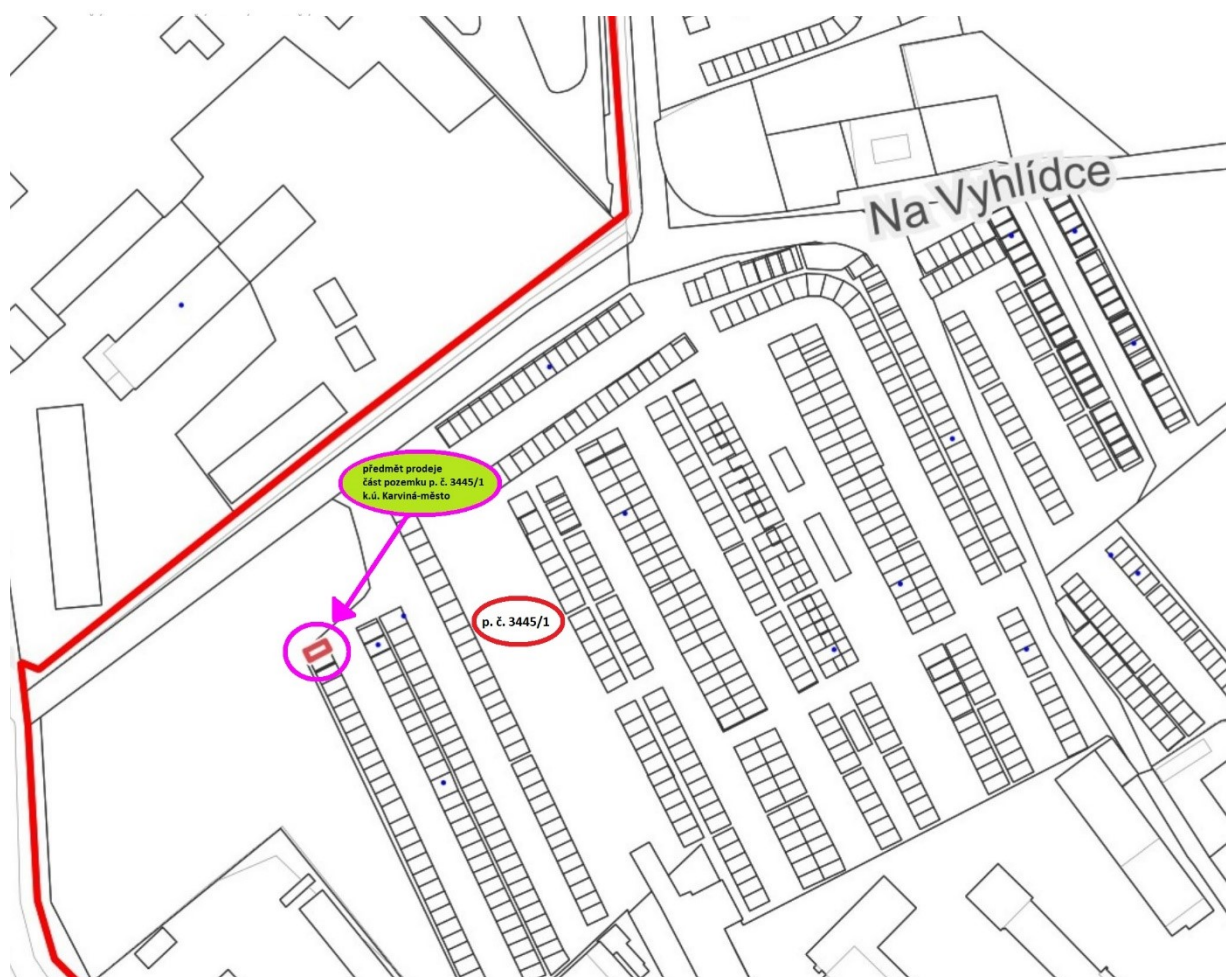 Na Vyhlídce
předmět prodeje
část pozemku p. č. 3445/1
k.ú. Karviná-město
p. č. 3445/1